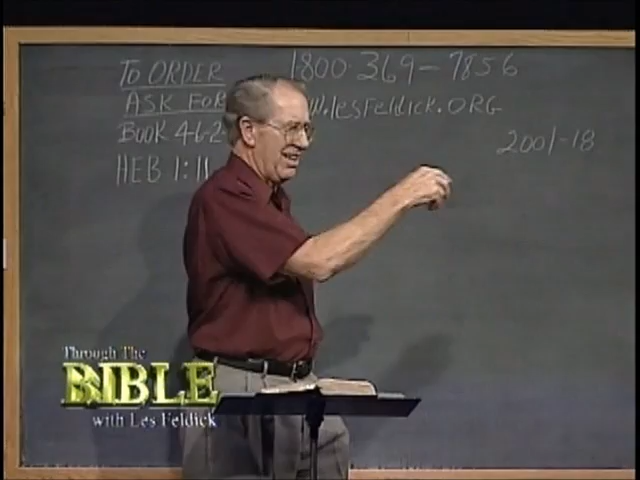 TO ORDER 1800-369-7856
ASK FOR W.lesFeldick.ORG
BOOK 46-2 2001-18
HEB 1:11
Through The
BIBLE
with Les Feldick